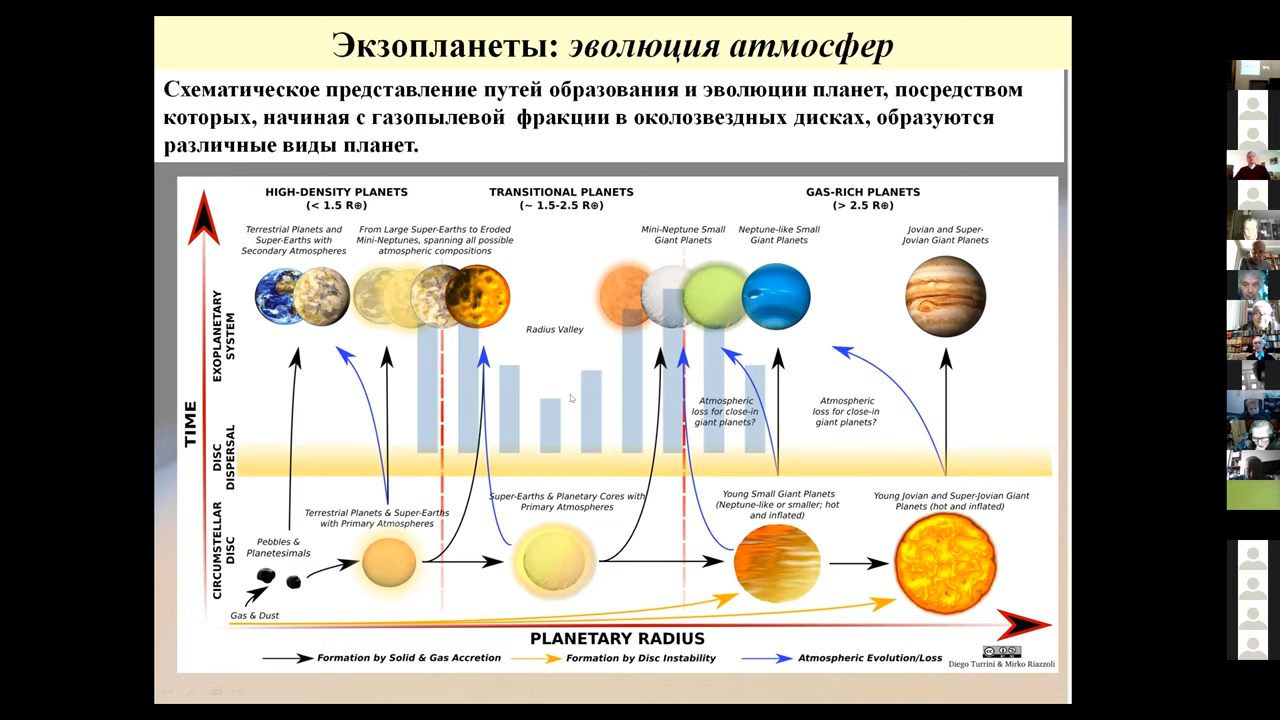 Экзопланеты: эволюция атмосфер
Схематическое представление путей образования и эволюции планет, посредством
которых, начиная с газопылевой фракции в околозвездных дисках, образуются
различные виды планет.
HIGH-DENSITY PLANETS
(< 1.5 R⊕)
TRANSITIONAL PLANETS
(~ 1.5-2.5 R⊕)
GAS-RICH PLANETS
(> 2.5 R⊕)
Terrestrial Planets and
Super-Earths with
Secondary Atmospheres
From Large Super-Earths to Eroded
Mini-Neptunes, spanning all possible
atmospheric compositions
Mini-Neptune Small
Giant Planets
Neptune-like Small
Giant Planets
Jovian and Super-
Jovian Giant Planets
EXOPLANETARY
SYSTEM
Radius Valley
TIME
Atmospheric
loss for close-in
giant planets?
Atmospheric
loss for close-in
giant planets?
DISC
DISPERSAL
CIRCUMSTELLAR
DISC
Terrestrial Planets & Super-Earths
with Primary Atmospheres
Super-Earths & Planetary Cores with
Primary Atmospheres
Young Small Giant Planets
(Neptune-like or smaller; hot
and inflated)
Young Jovian and Super-Jovian Giant
Planets (hot and inflated)
Pebbles &
Planetesimals
Gas & Dust
PLANETARY RADIUS
Formation by Solid & Gas Accretion
Formation by Disc Instability
Atmospheric Evolution/Loss
Diego Turrini & Mirko Riazzoli